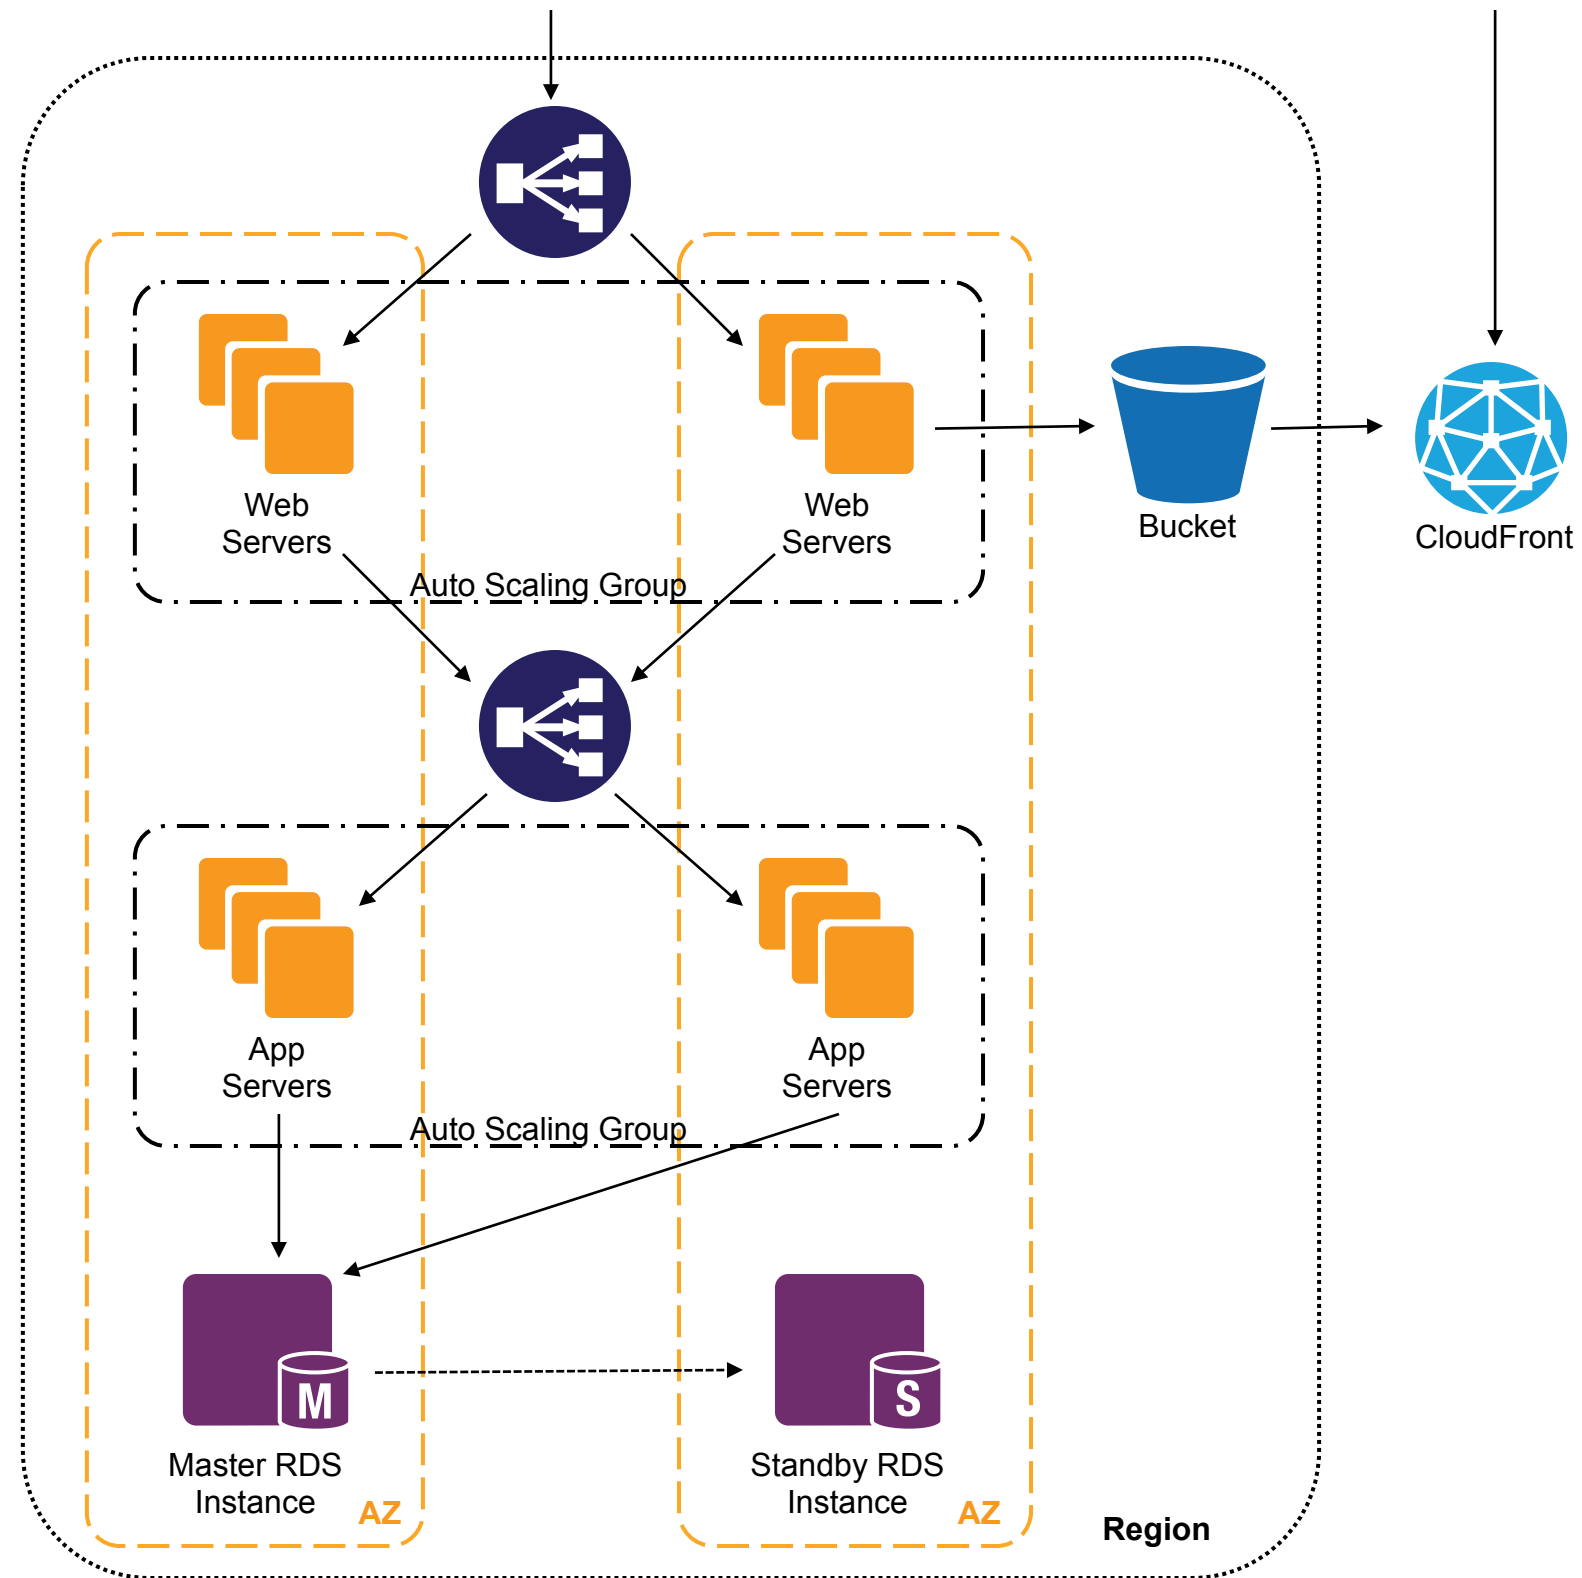 Web
Servers
Web
Servers
Bucket
CloudFront
Auto Scaling Group
App
Servers
App
Servers
Auto Scaling Group
M
S
Master RDS
Instance
AZ
Standby RDS
Instance
AZ
Region